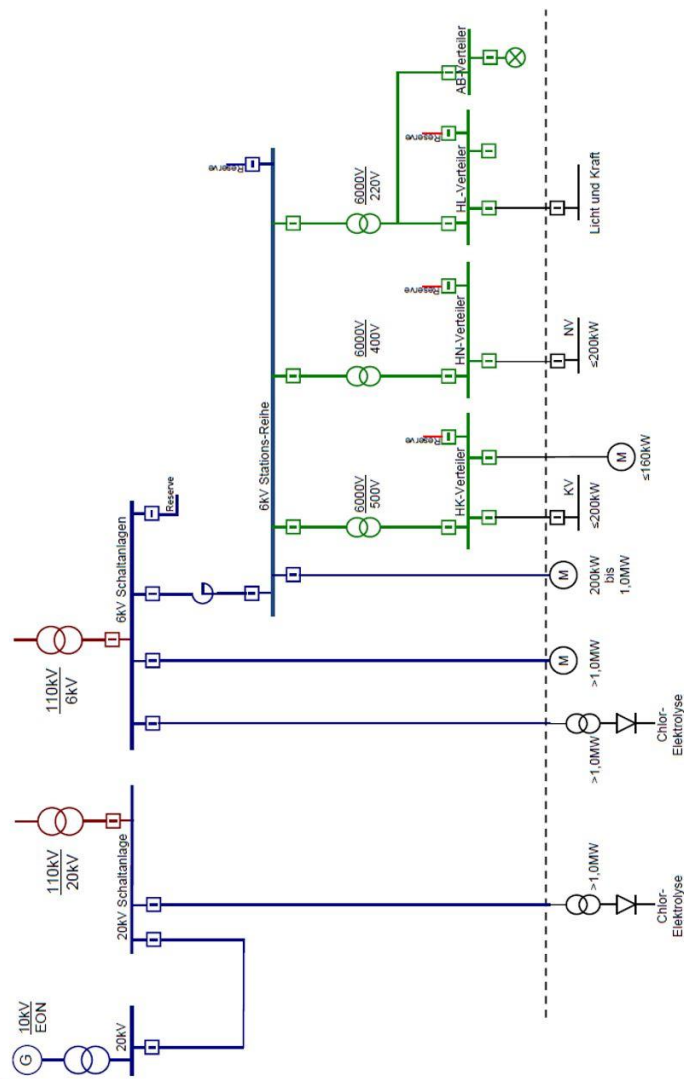 G
10kV
EON
20kV
110kV
20kV
20kV Schaltanlage
>1,0MW
Chlor-
Elektrolyse
110kV
6kV
6kV Schaltanlagen
Reserve
>1,0MW
Chlor-
Elektrolyse
M
>1,0MW
6kV Stations-Reihe
Reserve
M
200kW
bis
1,0MW
6000V
500V
HK-Verteiler
Reserve
KV
≤200kW
M
≤160kW
6000V
400V
HN-Verteiler
Reserve
NV
≤200kW
6000V
220V
HL-Verteiler
Reserve
Licht und Kraft
AB-Verteiler